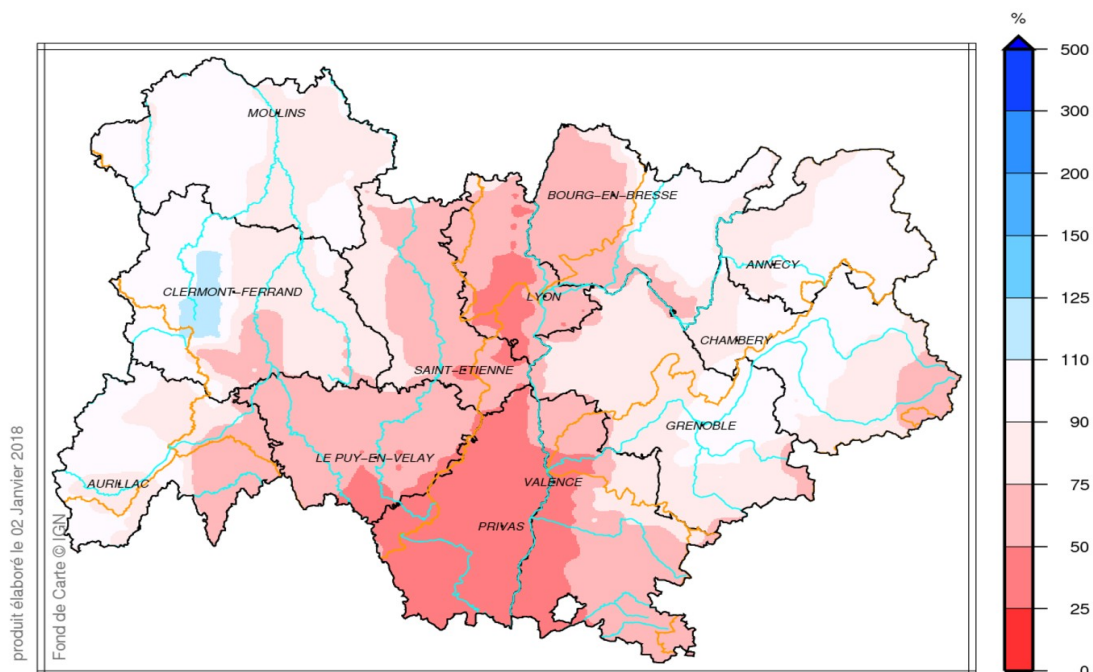 %
500
300
200
150
125
110
90
75
50
25
0
MOULINS
BOURG-EN-BRESSE
ANNECY
CLERMONT-FERRAND
LYON
CHAMBERY
SAINT-ETIENNE
GRENOBLE
LE PUY-EN-VELAY
AURILLAC
VALENCE
PRIVAS
produit élaboré le 02 Janvier 2018
Fond de Carte © IGN